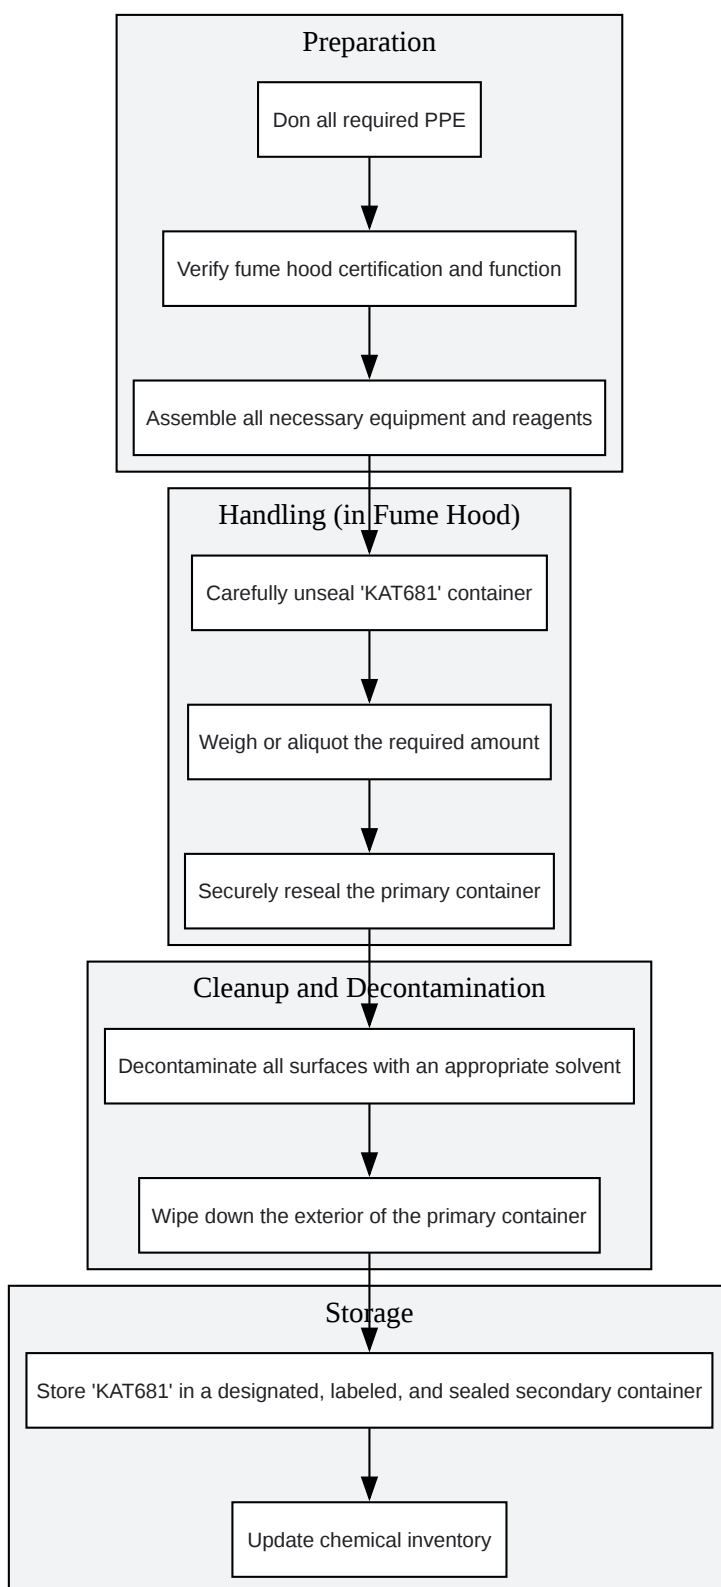 Preparation
Don all required PPE
Verify fume hood certification and function
Assemble all necessary equipment and reagents
Handling (in Fume Hood)
Carefully unseal 'KAT681' container
Weigh or aliquot the required amount
Securely reseal the primary container
Cleanup and Decontamination
Decontaminate all surfaces with an appropriate solvent
Wipe down the exterior of the primary container
Storage
Store 'KAT681' in a designated, labeled, and sealed secondary container
Update chemical inventory